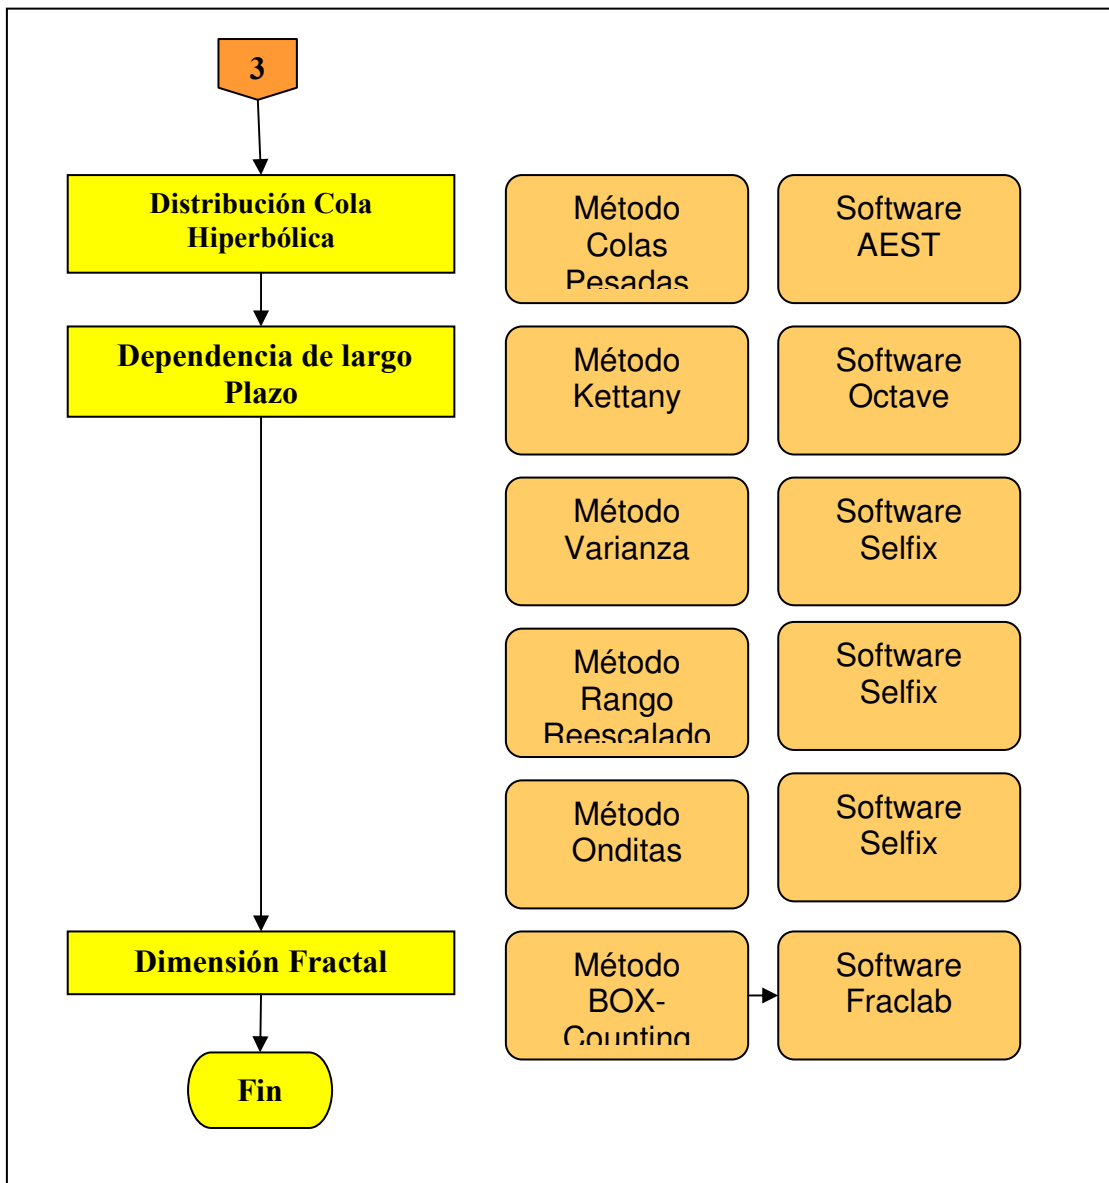 3
Distribución Cola
Hiperbólica
Método
Colas
Pesadas
Software
AEST
Dependencia de largo
Plazo
Método
Kettany
Software
Octave
Método
Varianza
Software
Selfix
Método
Rango
Reescalado
Software
Selfix
Método
Onditas
Software
Selfix
Dimensión Fractal
Método
BOX-
Counting
Software
Fraclab
Fin